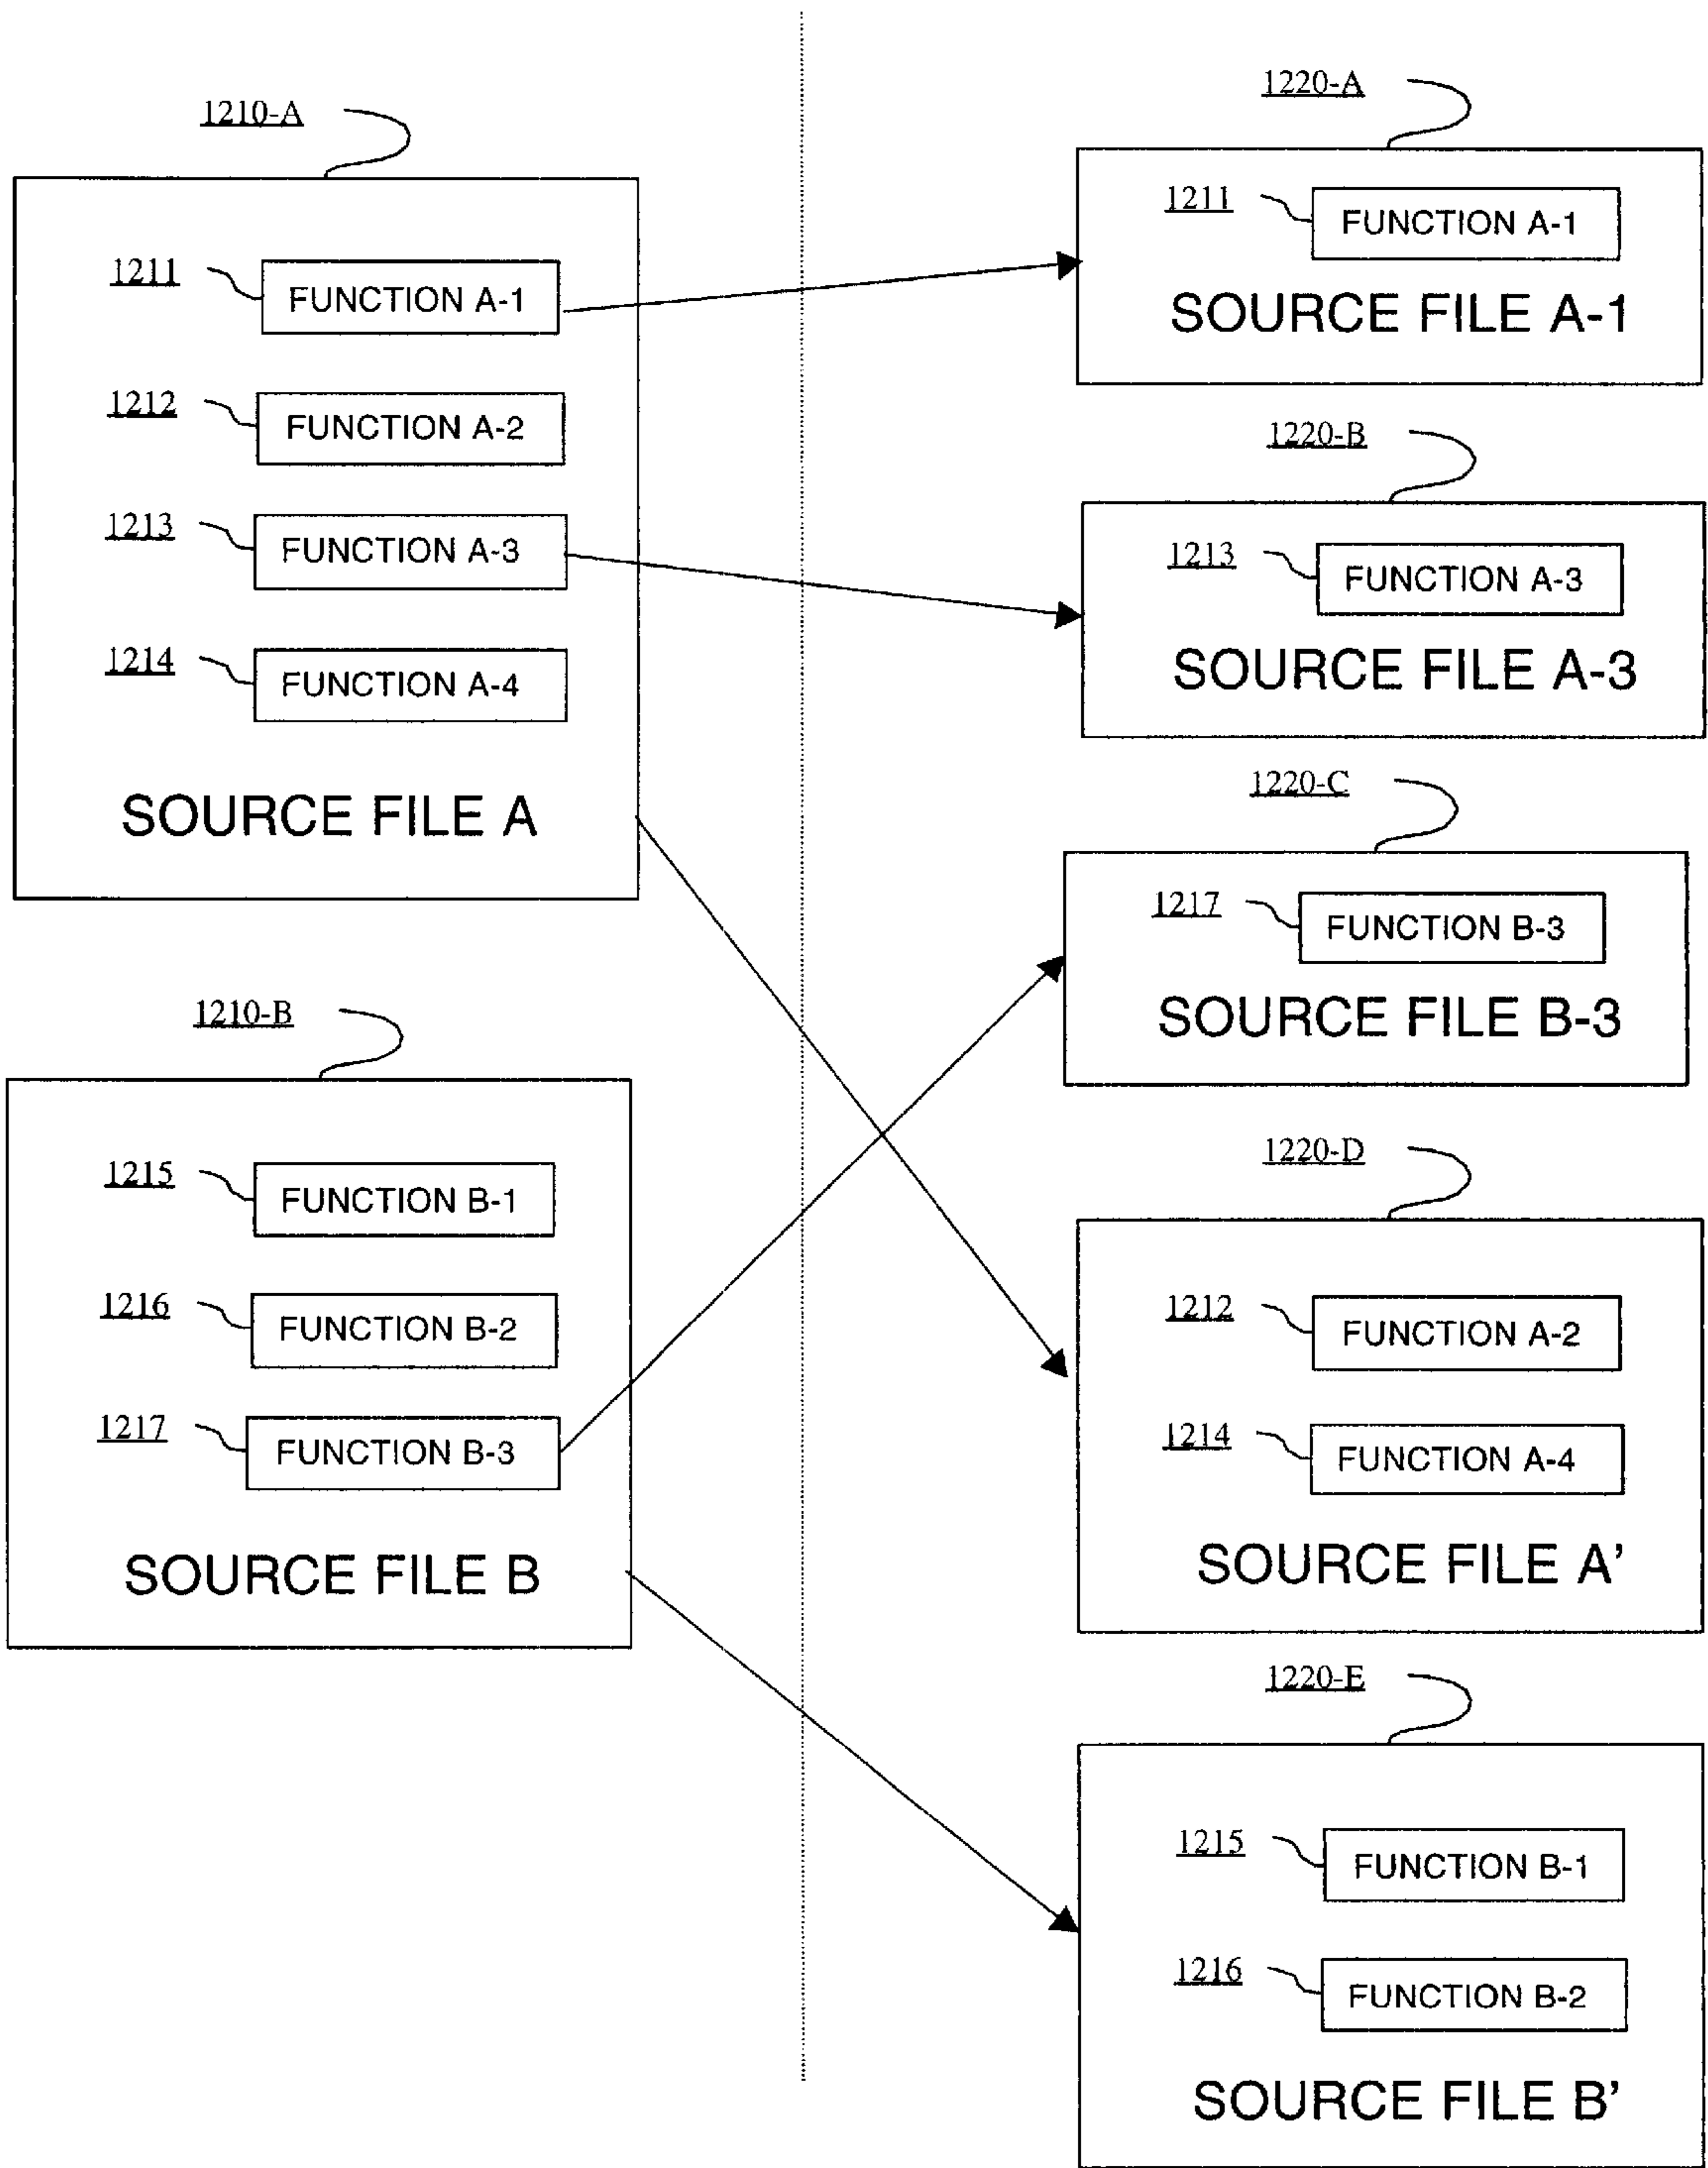 1210-A
1211
FUNCTION A-1
1212
FUNCTION A-2
1213
FUNCTION A-3
1214
FUNCTION A-4
SOURCE FILE A
1210-B
1215
FUNCTION B-1
1216
FUNCTION B-2
1217
FUNCTION B-3
SOURCE FILE B
1220-A
1211
FUNCTION A-1
SOURCE FILE A-1
1220-B
1213
FUNCTION A-3
SOURCE FILE A-3
1220-C
1217
FUNCTION B-3
SOURCE FILE B-3
1220-D
1212
FUNCTION A-2
1214
FUNCTION A-4
SOURCE FILE A’
1220-E
1215
FUNCTION B-1
1216
FUNCTION B-2
SOURCE FILE B’